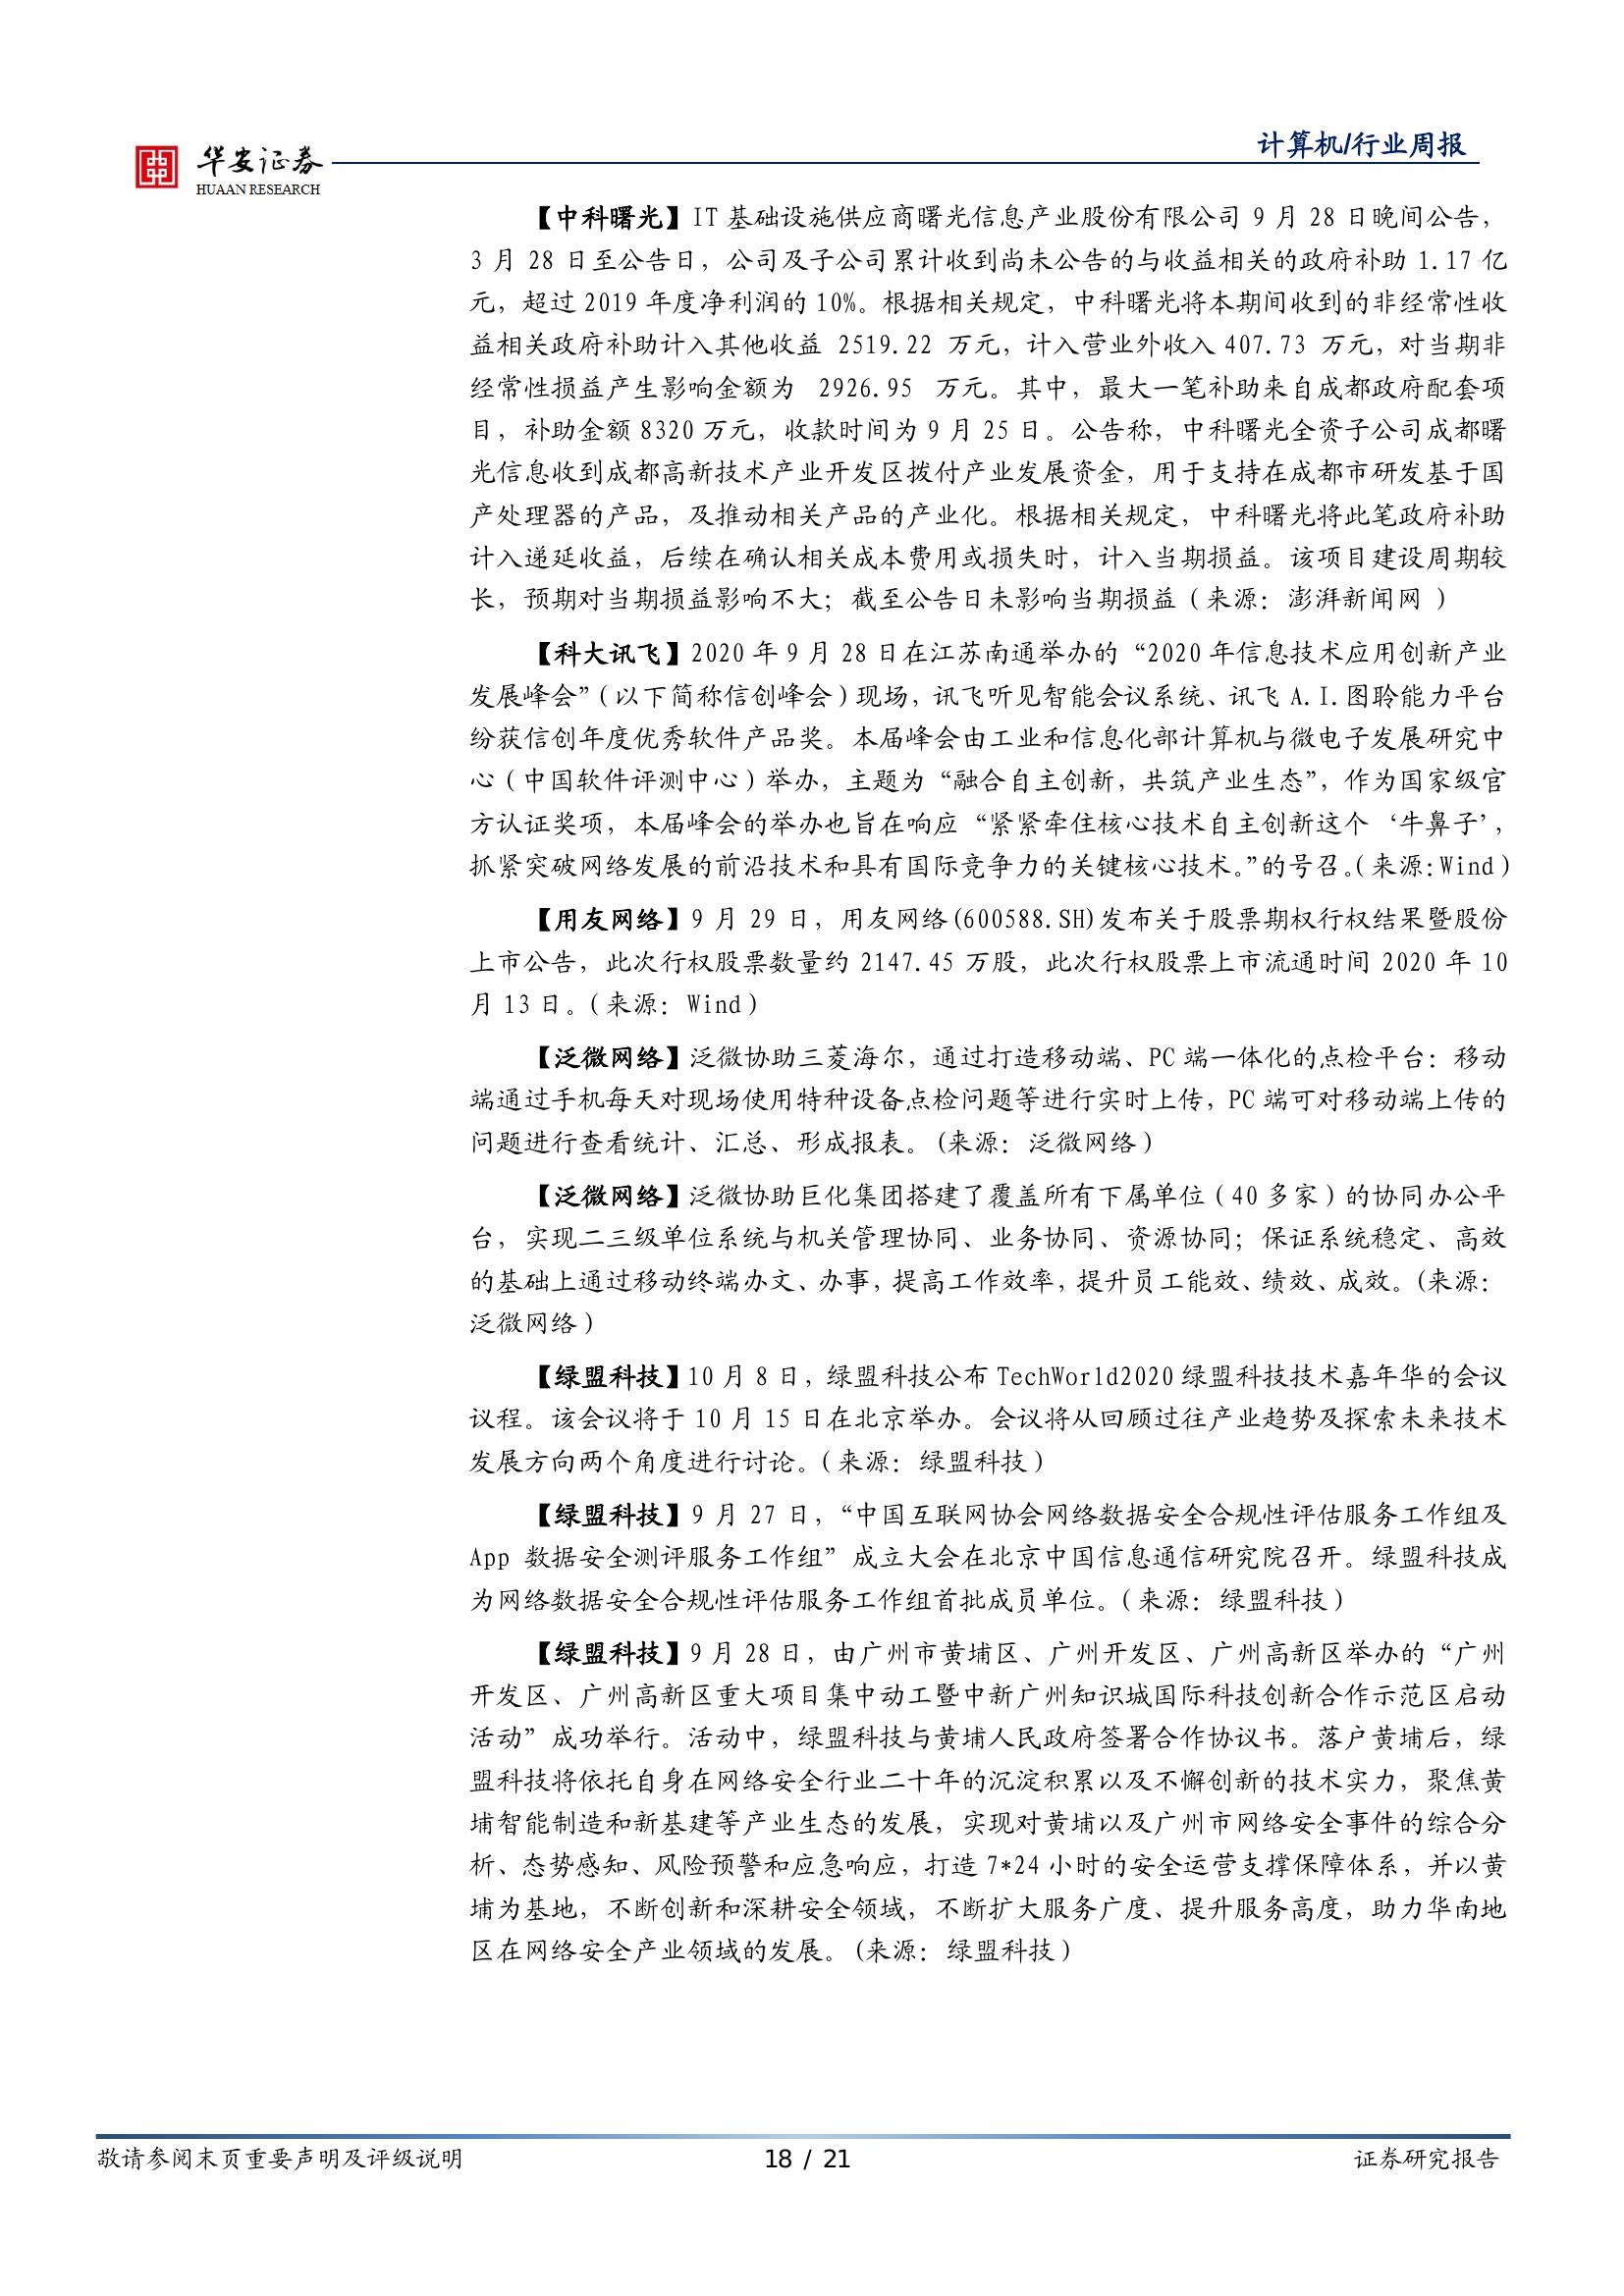 华安证券
HUAAN RESEARCH
计算机/行业周报
【中科曙光】IT 基础设施供应商曙光信息产业股份有限公司 9 月 28 日晚间公告，
3 月 28 日至公告日，公司及子公司累计收到尚未公告的与收益相关的政府补助 1.17 亿
元，超过 2019 年度净利润的 10%。根据相关规定，中科曙光将本期间收到的非经常性收
益相关政府补助计入其他收益 2519.22 万元，计入营业外收入 407.73 万元，对当期非
经常性损益产生影响金额为 2926.95 万元。其中，最大一笔补助来自成都政府配套项
目，补助金额 8320 万元，收款时间为 9 月 25 日。公告称，中科曙光全资子公司成都曙
光信息收到成都高新技术产业开发区拨付产业发展资金，用于支持在成都市研发基于国
产处理器的产品，及推动相关产品的产业化。根据相关规定，中科曙光将此笔政府补助
计入递延收益，后续在确认相关成本费用或损失时，计入当期损益。该项目建设周期较
长，预期对当期损益影响不大；截至公告日未影响当期损益（来源：澎湃新闻网 ）
【科大讯飞】2020 年 9 月 28 日在江苏南通举办的“2020 年信息技术应用创新产业
发展峰会”（以下简称信创峰会）现场，讯飞听见智能会议系统、讯飞 A.I.图聆能力平台
纷获信创年度优秀软件产品奖。本届峰会由工业和信息化部计算机与微电子发展研究中
心（中国软件评测中心）举办，主题为“融合自主创新，共筑产业生态”，作为国家级官
方认证奖项，本届峰会的举办也旨在响应“紧紧牵住核心技术自主创新这个‘牛鼻子’，
抓紧突破网络发展的前沿技术和具有国际竞争力的关键核心技术。”的号召。（来源：Wind）
【用友网络】9 月 29 日，用友网络(600588.SH)发布关于股票期权行权结果暨股份
上市公告，此次行权股票数量约 2147.45 万股，此次行权股票上市流通时间 2020 年 10
月 13 日。（来源：Wind）
【泛微网络】泛微协助三菱海尔，通过打造移动端、PC 端一体化的点检平台：移动
端通过手机每天对现场使用特种设备点检问题等进行实时上传，PC 端可对移动端上传的
问题进行查看统计、汇总、形成报表。(来源：泛微网络）
【泛微网络】泛微协助巨化集团搭建了覆盖所有下属单位（40 多家）的协同办公平
台，实现二三级单位系统与机关管理协同、业务协同、资源协同；保证系统稳定、高效
的基础上通过移动终端办文、办事，提高工作效率，提升员工能效、绩效、成效。(来源：
泛微网络）
【绿盟科技】10 月 8 日，绿盟科技公布 TechWorld2020 绿盟科技技术嘉年华的会议
议程。该会议将于 10 月 15 日在北京举办。会议将从回顾过往产业趋势及探索未来技术
发展方向两个角度进行讨论。（来源：绿盟科技）
【绿盟科技】9 月 27 日，“中国互联网协会网络数据安全合规性评估服务工作组及
App 数据安全测评服务工作组”成立大会在北京中国信息通信研究院召开。绿盟科技成
为网络数据安全合规性评估服务工作组首批成员单位。（来源：绿盟科技）
【绿盟科技】9 月 28 日，由广州市黄埔区、广州开发区、广州高新区举办的“广州
开发区、广州高新区重大项目集中动工暨中新广州知识城国际科技创新合作示范区启动
活动”成功举行。活动中，绿盟科技与黄埔人民政府签署合作协议书。落户黄埔后，绿
盟科技将依托自身在网络安全行业二十年的沉淀积累以及不懈创新的技术实力，聚焦黄
埔智能制造和新基建等产业生态的发展，实现对黄埔以及广州市网络安全事件的综合分
析、态势感知、风险预警和应急响应，打造 7*24 小时的安全运营支撑保障体系，并以黄
埔为基地，不断创新和深耕安全领域，不断扩大服务广度、提升服务高度，助力华南地
区在网络安全产业领域的发展。(来源：绿盟科技）
敬请参阅末页重要声明及评级说明
18 / 21
证券研究报告